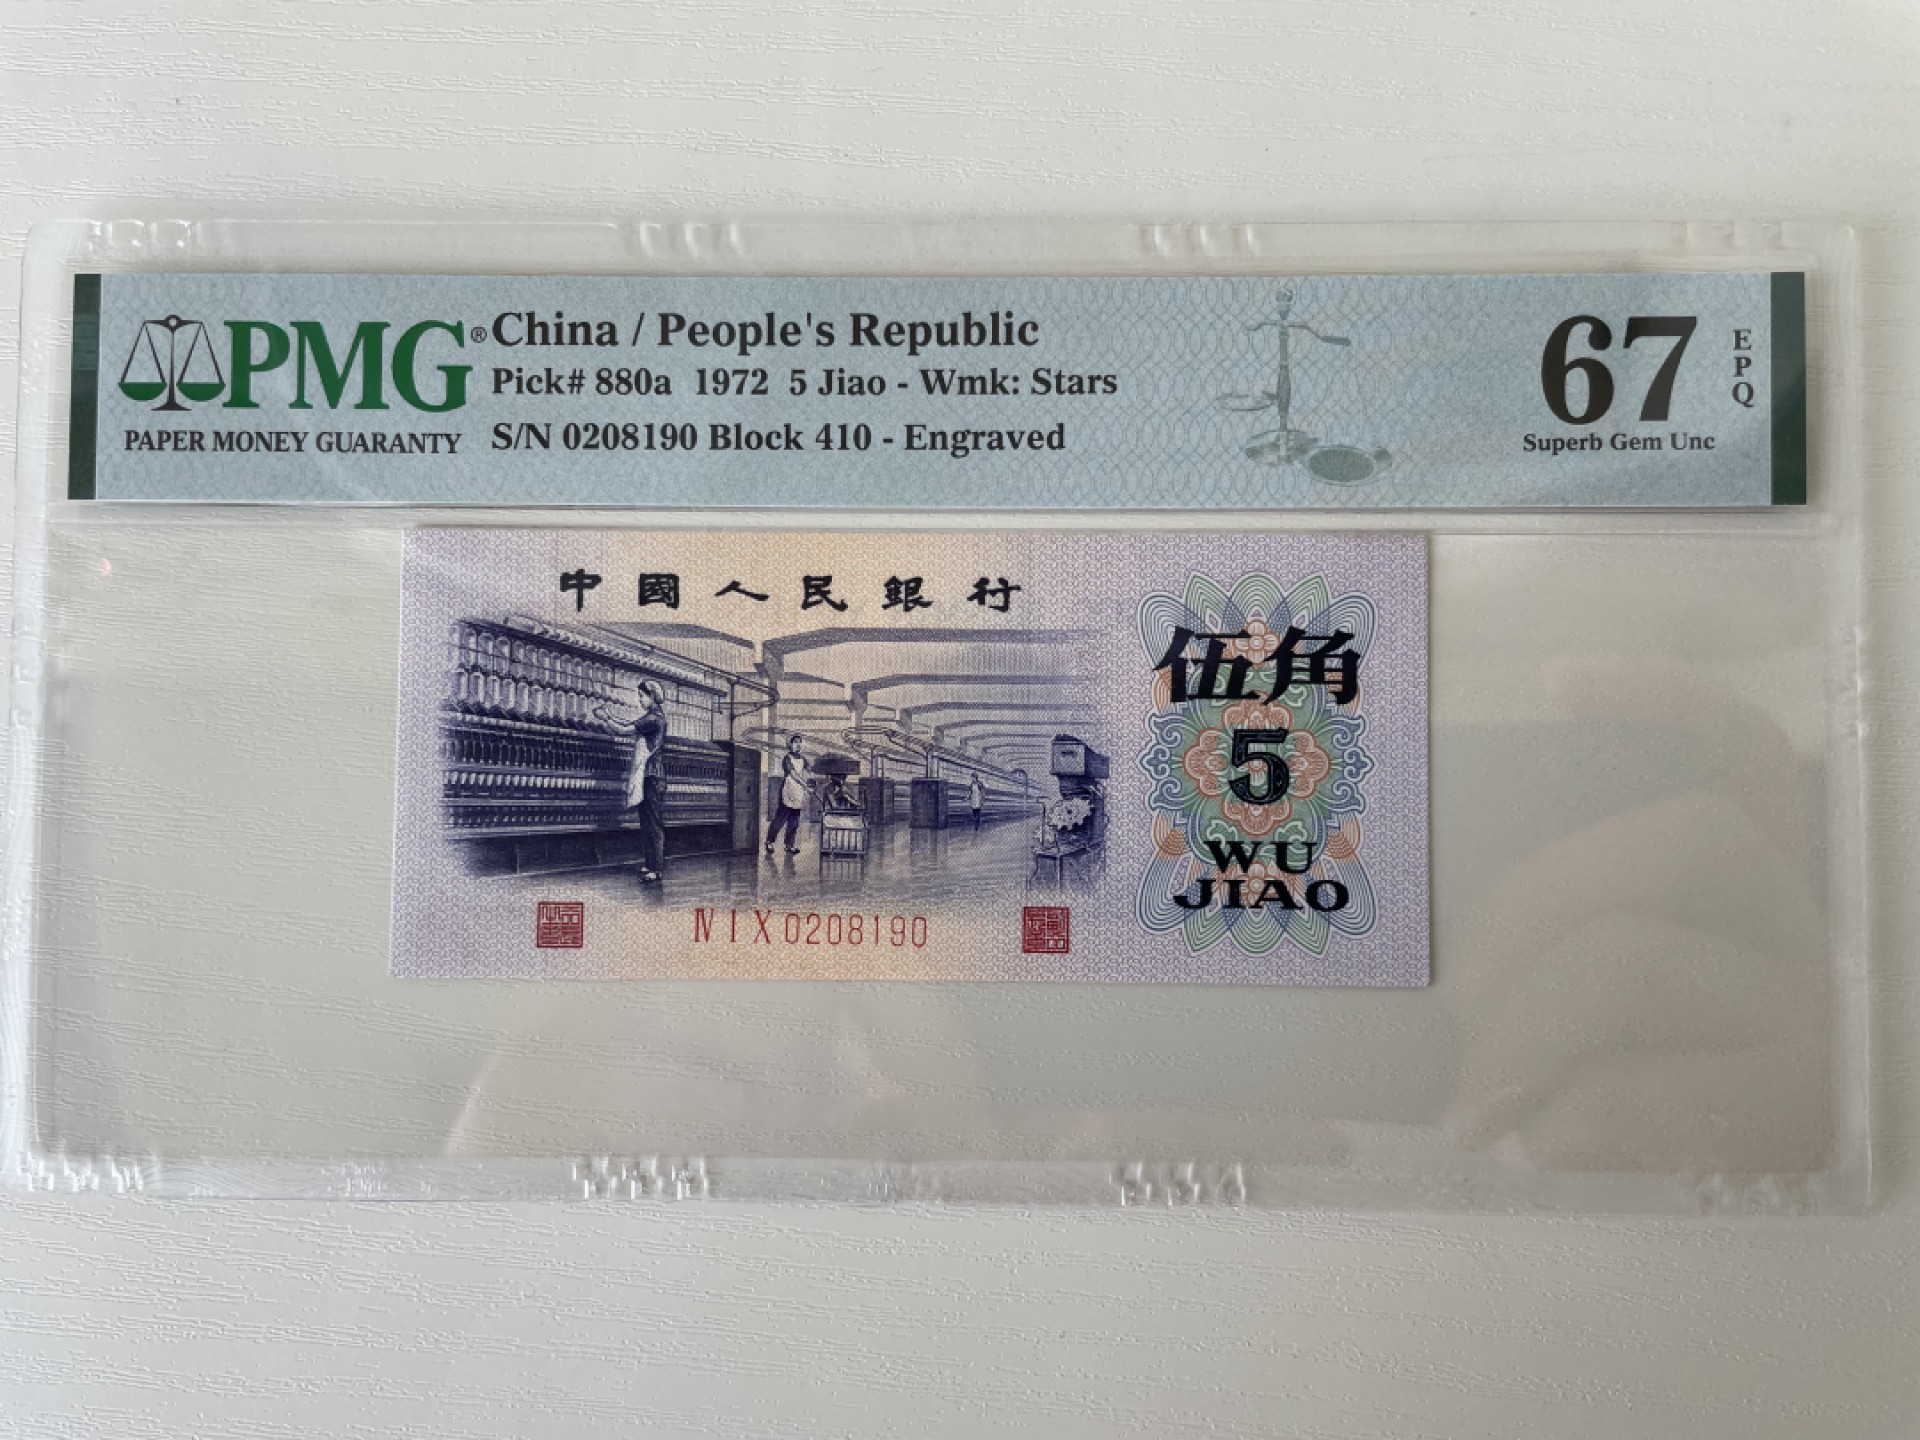 PMG® China / People's Republic
Pick# 880a 1972 5 Jiao - Wmk: Stars
PAPER MONEY GUARANTY S/N 0208190 Block 410 - Engraved
67 EPQ
Superb Gem Unc
中國人民銀行
伍角
5
WU
JIAO
Ⅳ Ⅰ Ⅹ 0208190